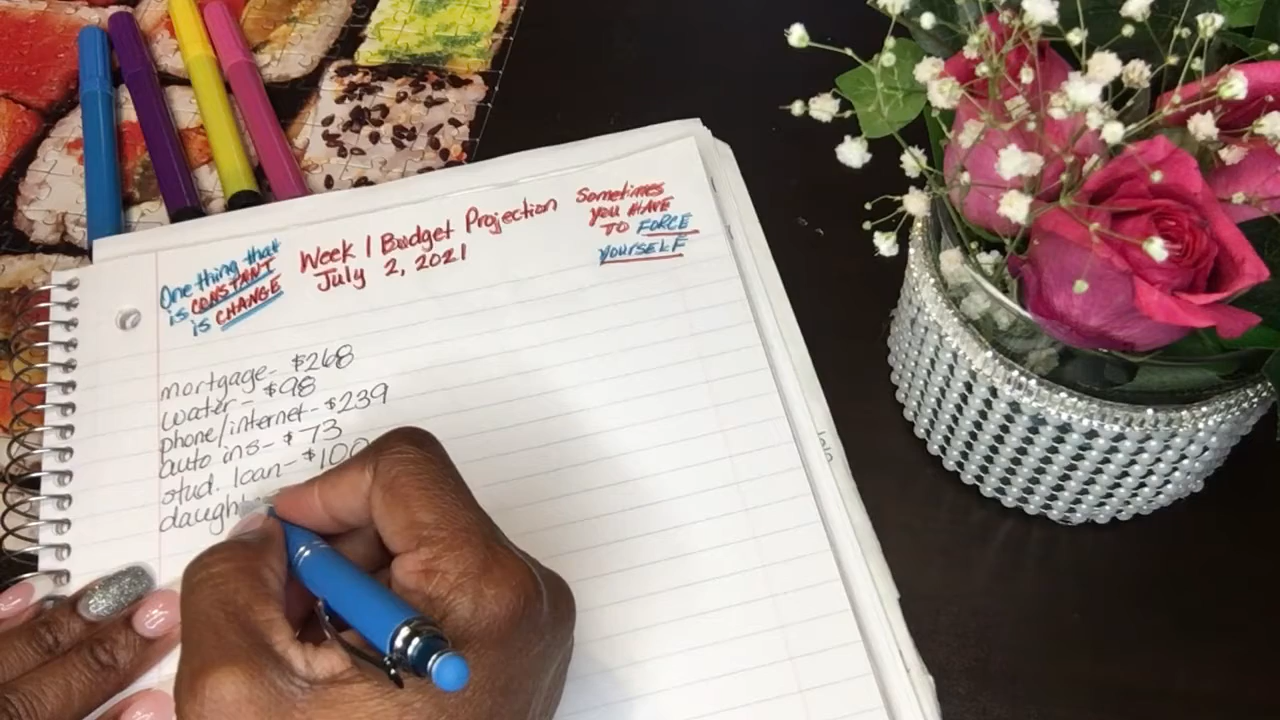 One thing that
is CONSTANT
is CHANGE
Week 1 Budget Projection
July 2, 2021
Sometimes
you HAVE
TO FORCE
YOURSELF
mortgage- $268
water- $98
phone/internet- $239
auto ins- $73
stud. loan- $100
daugh